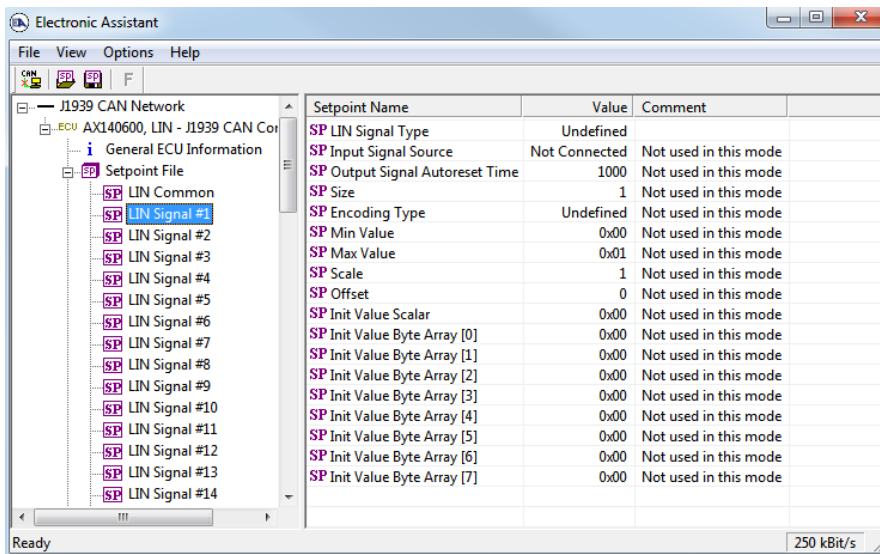 EA Electronic Assistant
File View Options Help
CAN SP SP F
J1939 CAN Network
ECU AX140600, LIN - J1939 CAN Cor
i General ECU Information
SP Setpoint File
SP LIN Common
SP LIN Signal #1
SP LIN Signal #2
SP LIN Signal #3
SP LIN Signal #4
SP LIN Signal #5
SP LIN Signal #6
SP LIN Signal #7
SP LIN Signal #8
SP LIN Signal #9
SP LIN Signal #10
SP LIN Signal #11
SP LIN Signal #12
SP LIN Signal #13
SP LIN Signal #14
Setpoint Name Value Comment
SP LIN Signal Type Undefined
SP Input Signal Source Not Connected Not used in this mode
SP Output Signal Autoreset Time 1000 Not used in this mode
SP Size 1 Not used in this mode
SP Encoding Type Undefined Not used in this mode
SP Min Value 0x00 Not used in this mode
SP Max Value 0x01 Not used in this mode
SP Scale 1 Not used in this mode
SP Offset 0 Not used in this mode
SP Init Value Scalar 0x00 Not used in this mode
SP Init Value Byte Array [0] 0x00 Not used in this mode
SP Init Value Byte Array [1] 0x00 Not used in this mode
SP Init Value Byte Array [2] 0x00 Not used in this mode
SP Init Value Byte Array [3] 0x00 Not used in this mode
SP Init Value Byte Array [4] 0x00 Not used in this mode
SP Init Value Byte Array [5] 0x00 Not used in this mode
SP Init Value Byte Array [6] 0x00 Not used in this mode
SP Init Value Byte Array [7] 0x00 Not used in this mode
Ready 250 kBit/s